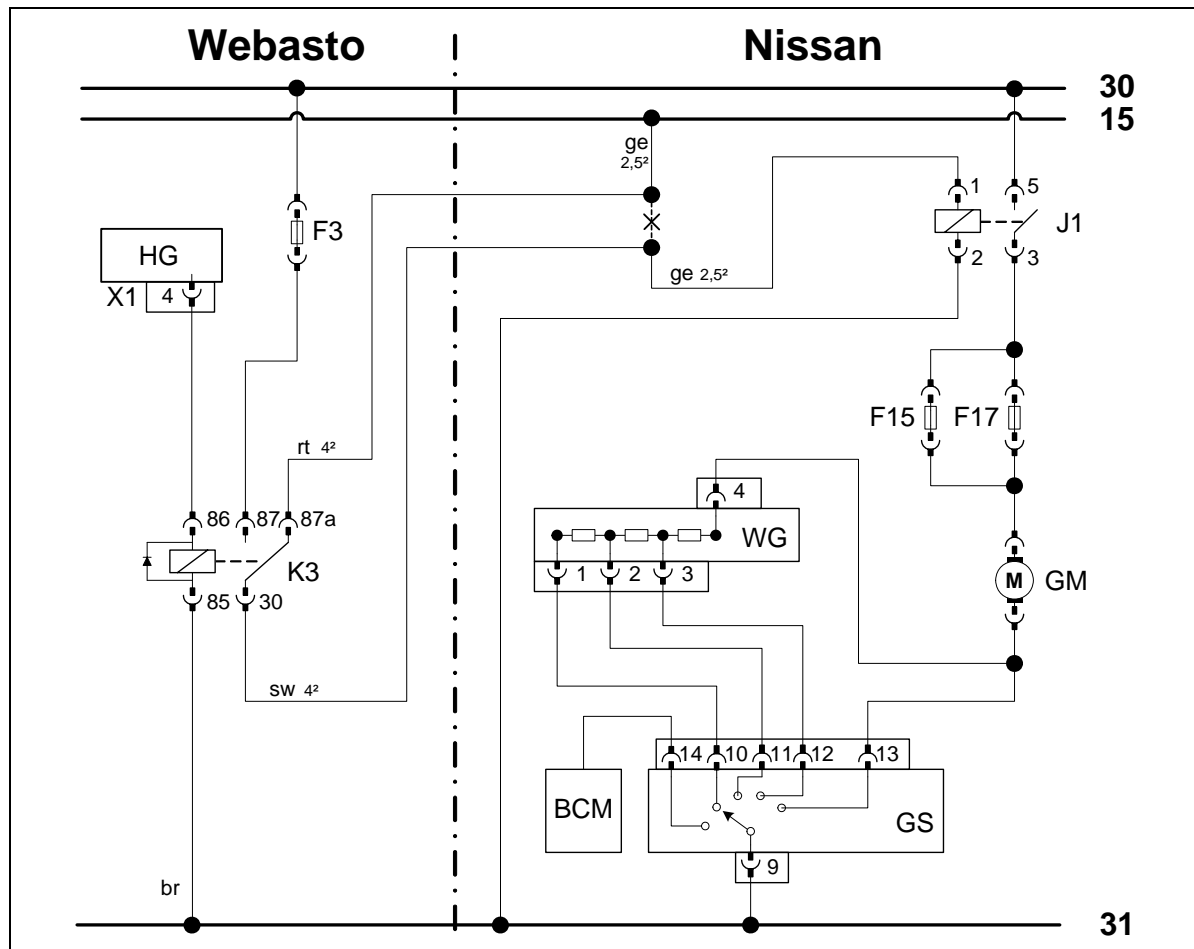 Webasto
Nissan
30
15
ge
2,5²
1
5
F3
J1
HG
2
3
X1
4
ge 2,5²
F15
F17
rt 4²
4
86
87
87a
WG
K3
1
2
3
M
GM
85
30
sw 4²
14
10
11
12
13
BCM
GS
9
br
31